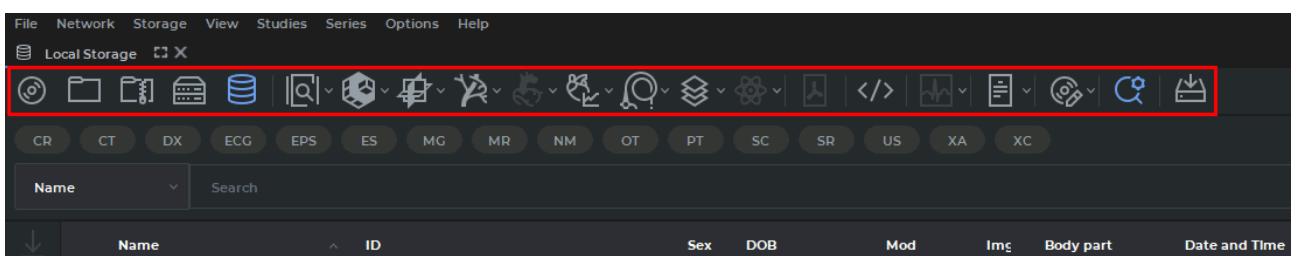 File Network Storage View Studies Series Options Help
Local Storage
CR CT DX ECG EPS ES MG MR NM OT PT SC SR US XA XC
Name Search
Name ID Sex DOB Mod Img Body part Date and TIme